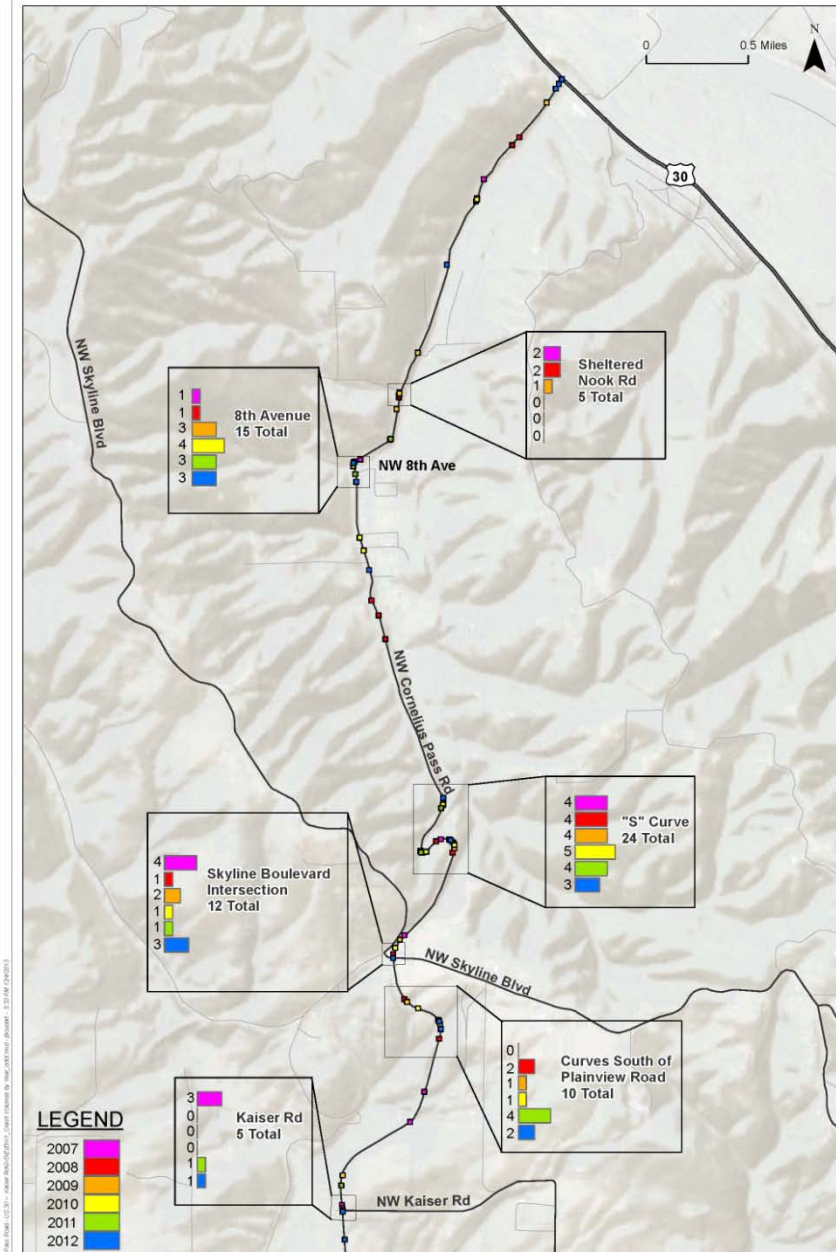 N
0 0.5 Miles
30
NW Skyline Blvd
2
2
1
0
0
0
Sheltered
Nook Rd
5 Total
1
1
3
4
3
3
8th Avenue
15 Total
NW 8th Ave
NW Cornelius Pass Rd
4
4
4
5
4
3
"S" Curve
24 Total
4
1
2
1
1
3
Skyline Boulevard
Intersection
12 Total
NW Skyline Blvd
0
2
1
1
4
2
Curves South of
Plainview Road
10 Total
3
0
0
0
1
1
Kaiser Rd
5 Total
NW Kaiser Rd
LEGEND
2007
2008
2009
2010
2011
2012